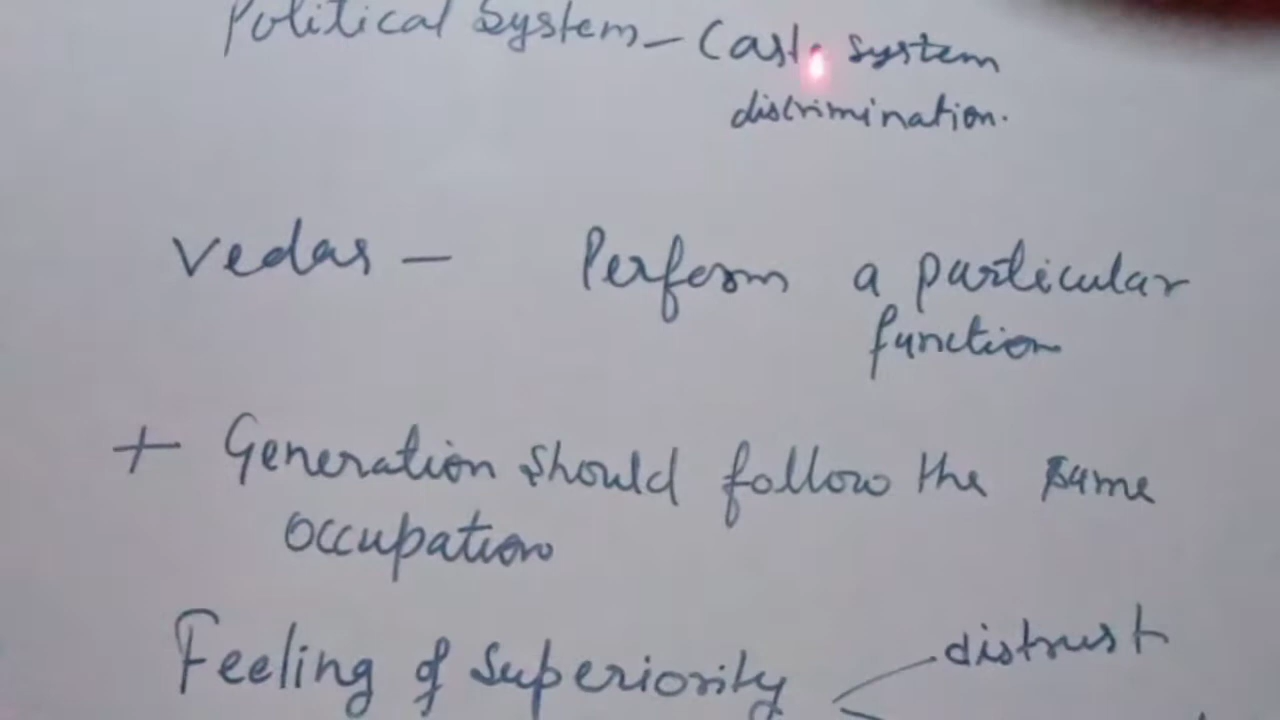 Political System - Caste system
discrimination.
Vedas - Perform a particular
function
+ Generation should follow the same
occupation
Feeling of Superiority
distrust